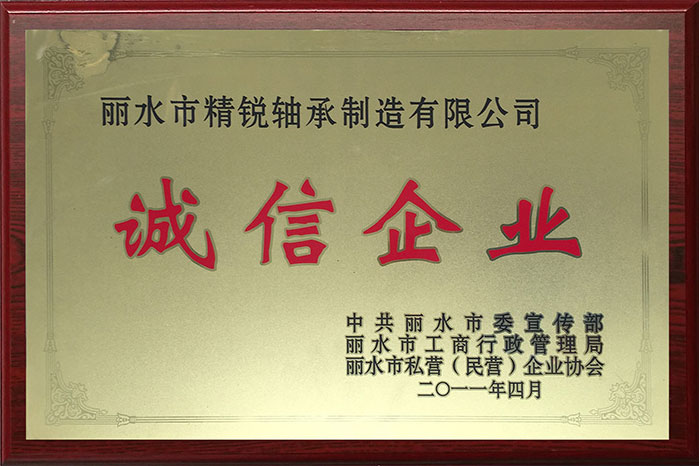 丽水市精锐轴承制造有限公司
诚信企业
中共丽水市委宣传部
丽水市工商行政管理局
丽水市私营（民营）企业协会
二〇一一年四月